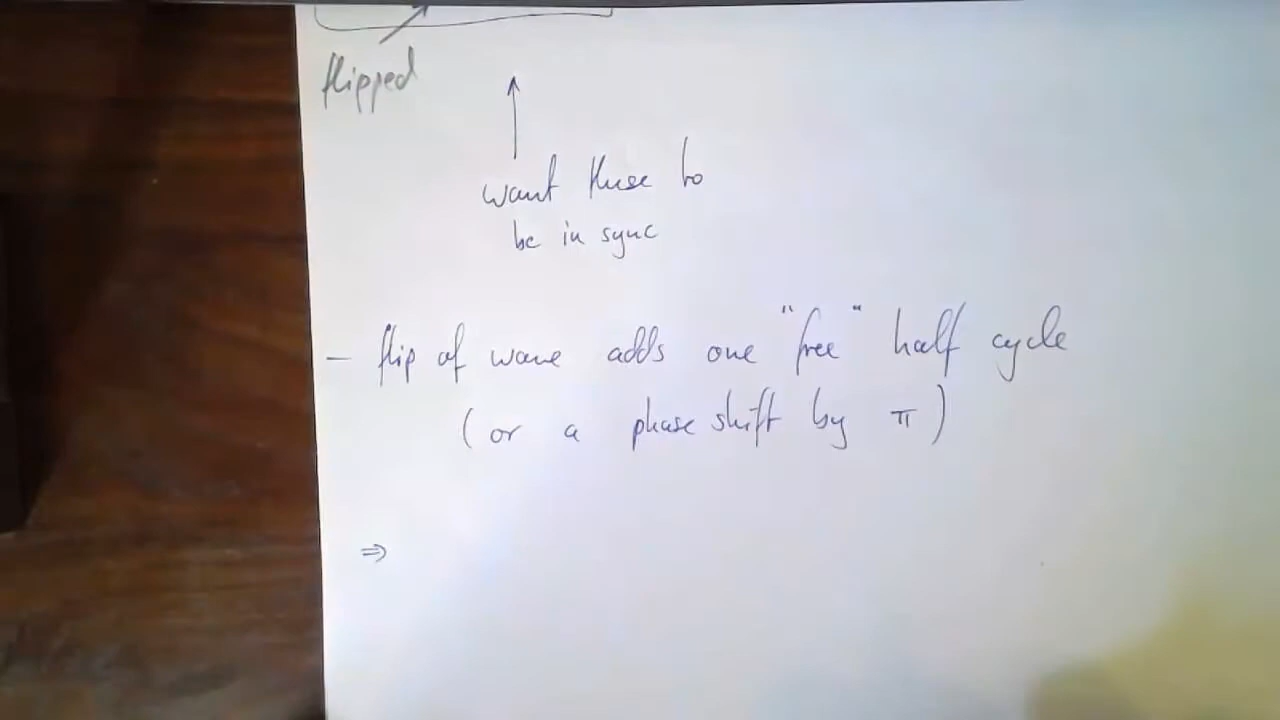 flipped
want these to
be in sync
– flip of wave adds one "free" half cycle
(or a phase shift by π)
⇒